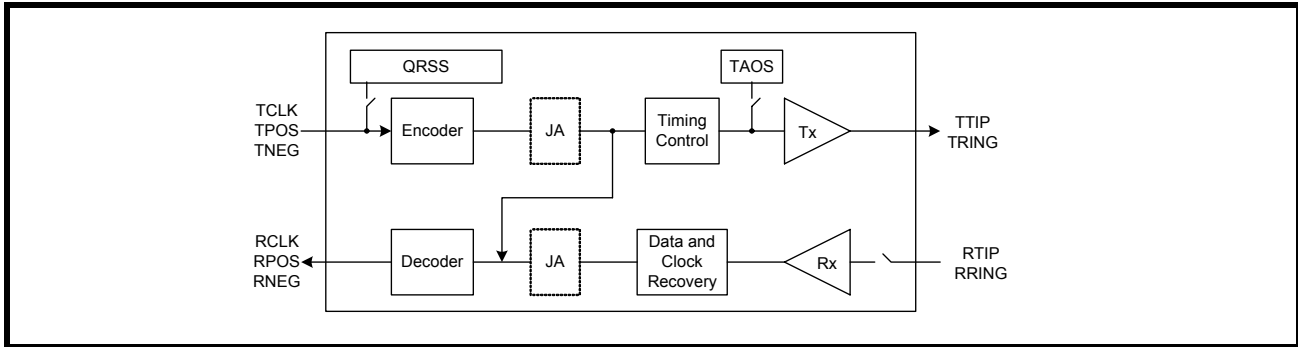 QRSS
TAOS
TCLK
TPOS
TNEG
Encoder
JA
Timing
Control
Tx
TTIP
TRING
RCLK
RPOS
RNEG
Decoder
JA
Data and
Clock
Recovery
Rx
RTIP
RRING